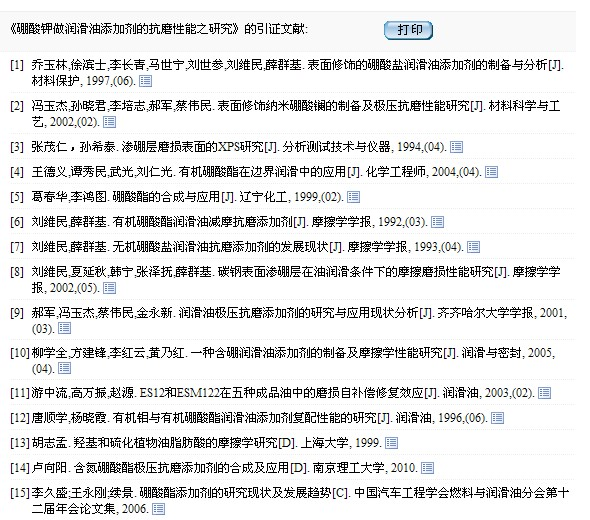 《硼酸钾做润滑油添加剂的抗磨性能之研究》的引证文献:
打印
[1] 乔玉林,徐滨士,李长青,马世宁,刘世参,刘维民,薛群基. 表面修饰的硼酸盐润滑油添加剂的制备与分析[J].
材料保护, 1997,(06).
[2] 冯玉杰,孙晓君,李培志,郝军,蔡伟民. 表面修饰纳米硼酸镧的制备及极压抗磨性能研究[J]. 材料科学与工
艺, 2002,(02).
[3] 张茂仁，孙希泰. 渗硼层磨损表面的XPS研究[J]. 分析测试技术与仪器, 1994,(04).
[4] 王德义,谭秀民,武光,刘仁光. 有机硼酸酯在边界润滑中的应用[J]. 化学工程师, 2004,(04).
[5] 葛春华,李鸿图. 硼酸酯的合成与应用[J]. 辽宁化工, 1999,(02).
[6] 刘维民,薛群基. 有机硼酸酯润滑油减摩抗磨添加剂[J]. 摩擦学学报, 1992,(03).
[7] 刘维民,薛群基. 无机硼酸盐润滑油抗磨添加剂的发展现状[J]. 摩擦学学报, 1993,(04).
[8] 刘维民,夏延秋,韩宁,张泽抚,薛群基. 碳钢表面渗硼层在油润滑条件下的摩擦磨损性能研究[J]. 摩擦学学
报, 2002,(05).
[9] 郝军,冯玉杰,蔡伟民,金永新. 润滑油极压抗磨添加剂的研究与应用现状分析[J]. 齐齐哈尔大学学报, 2001,
(03).
[10] 柳学全,方建锋,李红云,黄乃红. 一种含硼润滑油添加剂的制备及摩擦学性能研究[J]. 润滑与密封, 2005,
(04).
[11] 游中流,高万振,赵源. ES12和ESM122在五种成品油中的磨损自补偿修复效应[J]. 润滑油, 2003,(02).
[12] 唐顺学,杨晓霞. 有机钼与有机硼酸酯润滑油添加剂复配性能的研究[J]. 润滑油, 1996,(06).
[13] 胡志孟. 羟基和硫化植物油脂肪酸的摩擦学研究[D]. 上海大学, 1999.
[14] 卢向阳. 含氮硼酸酯极压抗磨添加剂的合成及应用[D]. 南京理工大学, 2010.
[15] 李久盛;王永刚;续景. 硼酸酯添加剂的研究现状及发展趋势[C]. 中国汽车工程学会燃料与润滑油分会第十
二届年会论文集, 2006.